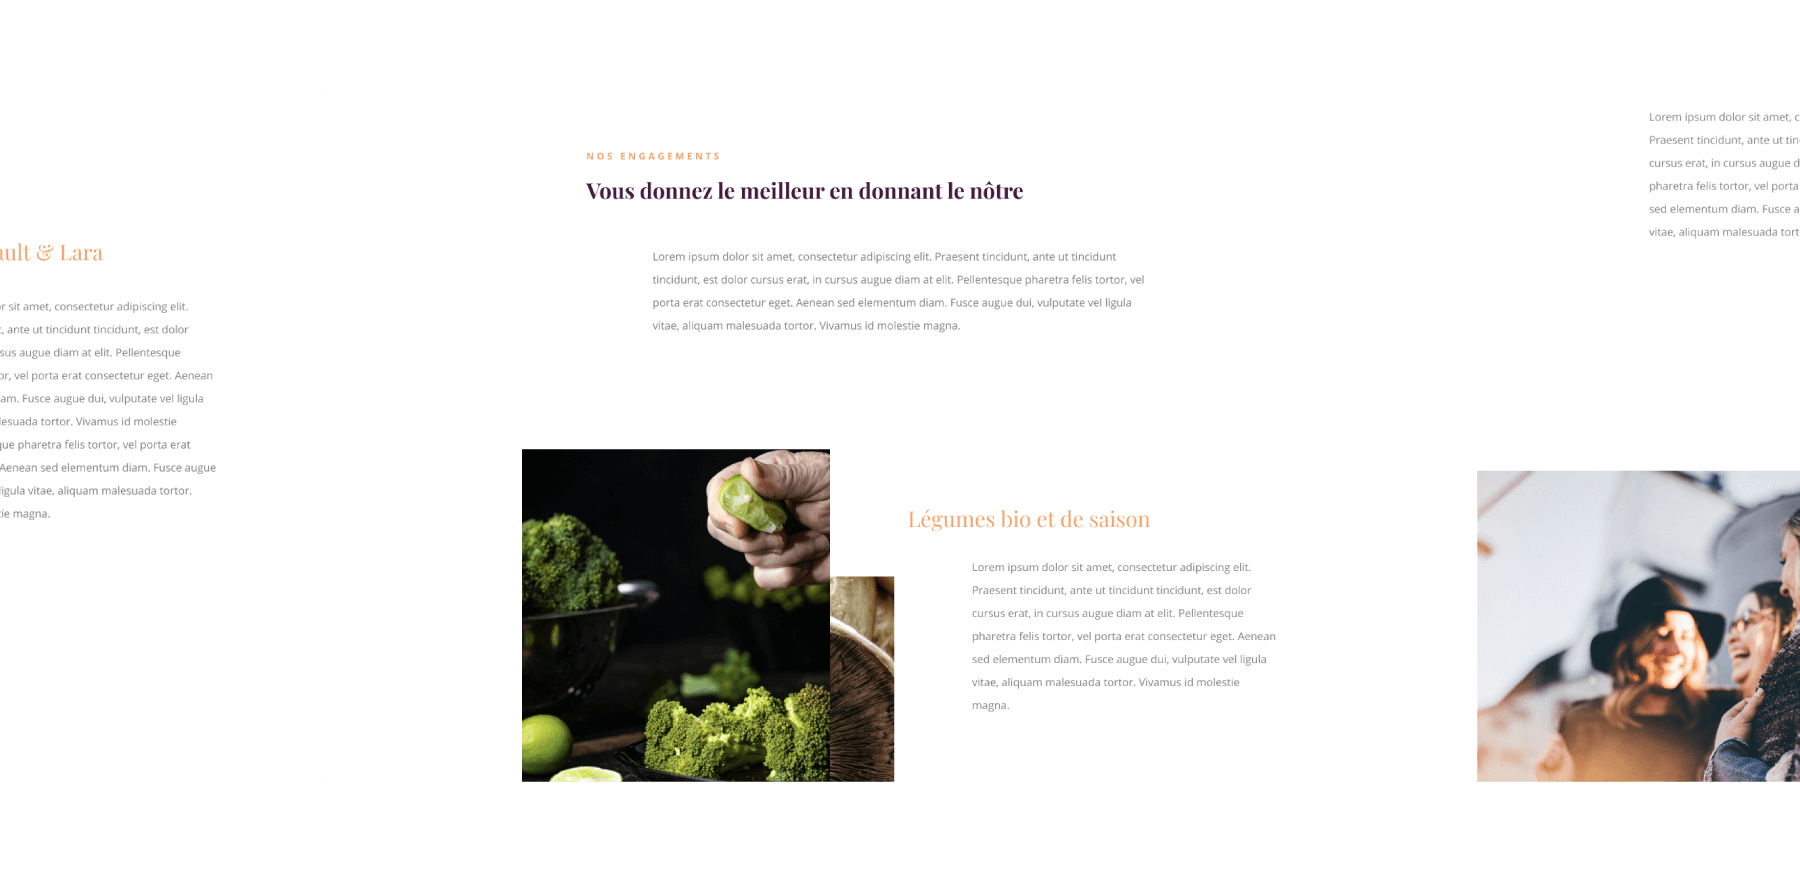 ault & Lara
r sit amet, consectetur adipiscing elit.
, ante ut tincidunt tincidunt, est dolor
sus augue diam at elit. Pellentesque
or, vel porta erat consectetur eget. Aenean
am. Fusce augue dui, vulputate vel ligula
lesuada tortor. Vivamus id molestie
que pharetra felis tortor, vel porta erat
Aenean sed elementum diam. Fusce augue
ligula vitae, aliquam malesuada tortor.
tie magna.
NOS ENGAGEMENTS
Vous donnez le meilleur en donnant le nôtre
Lorem ipsum dolor sit amet, consectetur adipiscing elit. Praesent tincidunt, ante ut tincidunt
tincidunt, est dolor cursus erat, in cursus augue diam at elit. Pellentesque pharetra felis tortor, vel
porta erat consectetur eget. Aenean sed elementum diam. Fusce augue dui, vulputate vel ligula
vitae, aliquam malesuada tortor. Vivamus id molestie magna.
Légumes bio et de saison
Lorem ipsum dolor sit amet, consectetur adipiscing elit.
Praesent tincidunt, ante ut tincidunt tincidunt, est dolor
cursus erat, in cursus augue diam at elit. Pellentesque
pharetra felis tortor, vel porta erat consectetur eget. Aenean
sed elementum diam. Fusce augue dui, vulputate vel ligula
vitae, aliquam malesuada tortor. Vivamus id molestie
magna.
Lorem ipsum dolor sit amet, c
Praesent tincidunt, ante ut tin
cursus erat, in cursus augue d
pharetra felis tortor, vel porta
sed elementum diam. Fusce a
vitae, aliquam malesuada tort